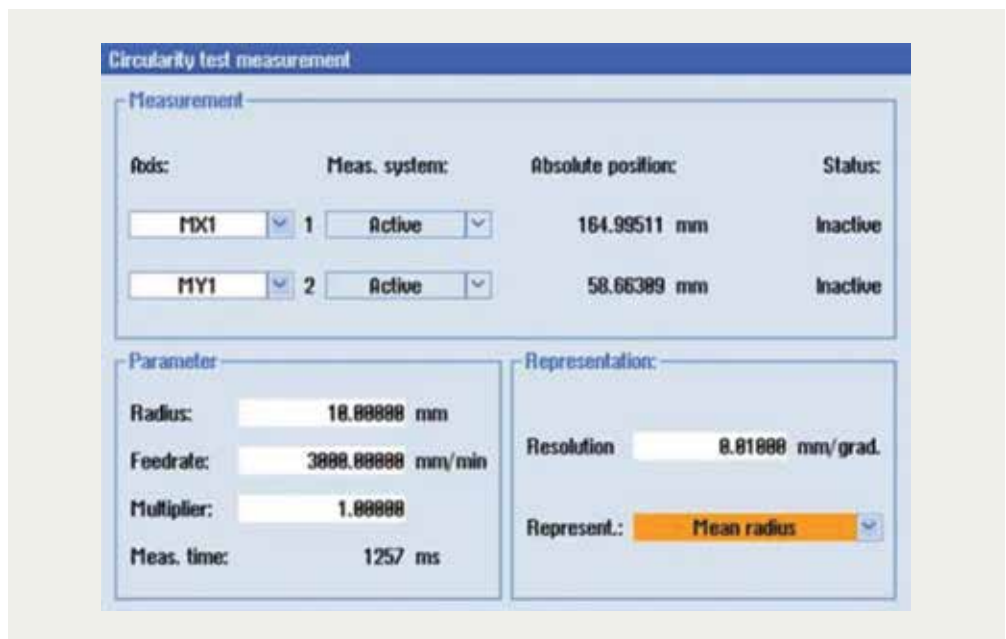 Circularity test measurement
Measurement
Axis: Meas. system: Absolute position: Status:
MX1 1 Active 164.99511 mm Inactive
MY1 2 Active 58.66309 mm Inactive
Parameter
Radius: 10.00000 mm
Feedrate: 3000.00000 mm/min
Multiplier: 1.00000
Meas. time: 1257 ms
Representation:
Resolution 0.01000 mm/grad.
Represent.: Mean radius